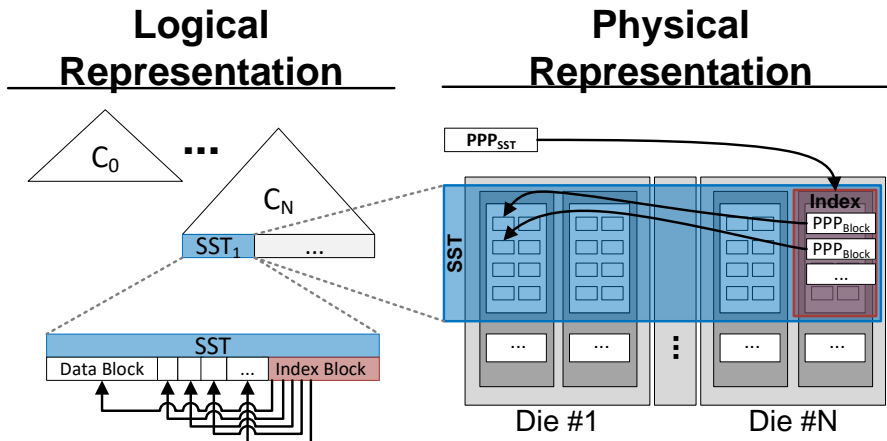 Logical
Representation
C0
...
CN
SST1
...
SST
Data Block
...
Index Block
Physical
Representation
PPPSST
SST
Index
PPPBlock
PPPBlock
...
...
...
...
...
...
Die #1
Die #N